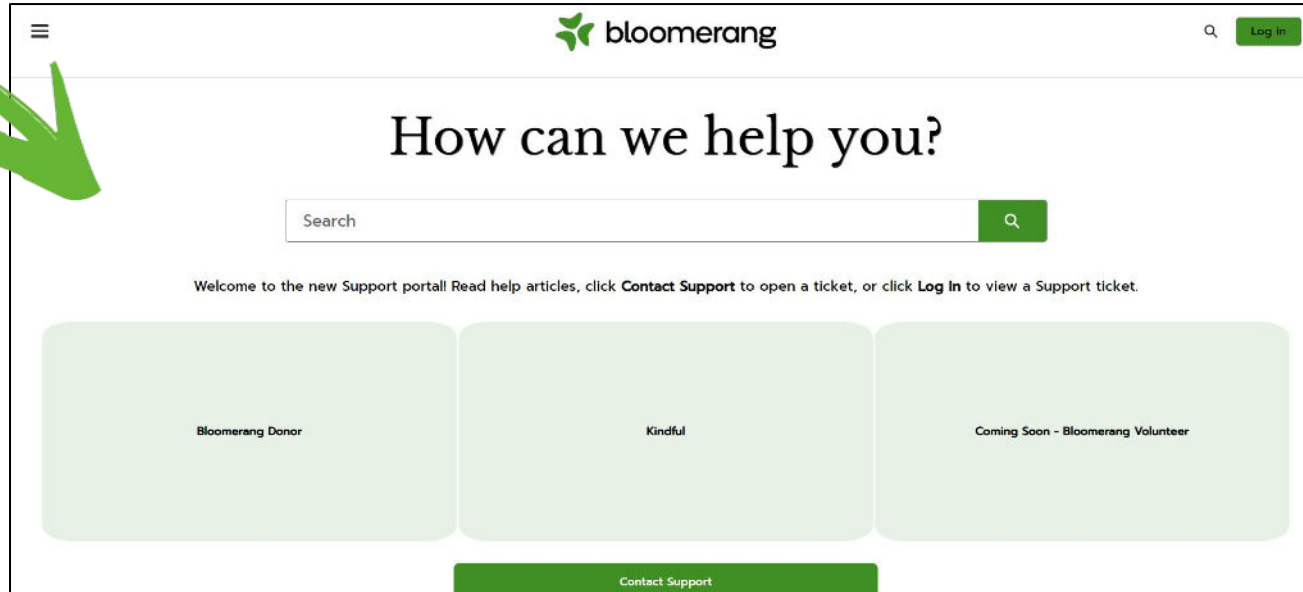 bloomerang
Log In
How can we help you?
Search
Welcome to the new Support portal! Read help articles, click Contact Support to open a ticket, or click Log In to view a Support ticket.
Bloomerang Donor
Kindful
Coming Soon - Bloomerang Volunteer
Contact Support